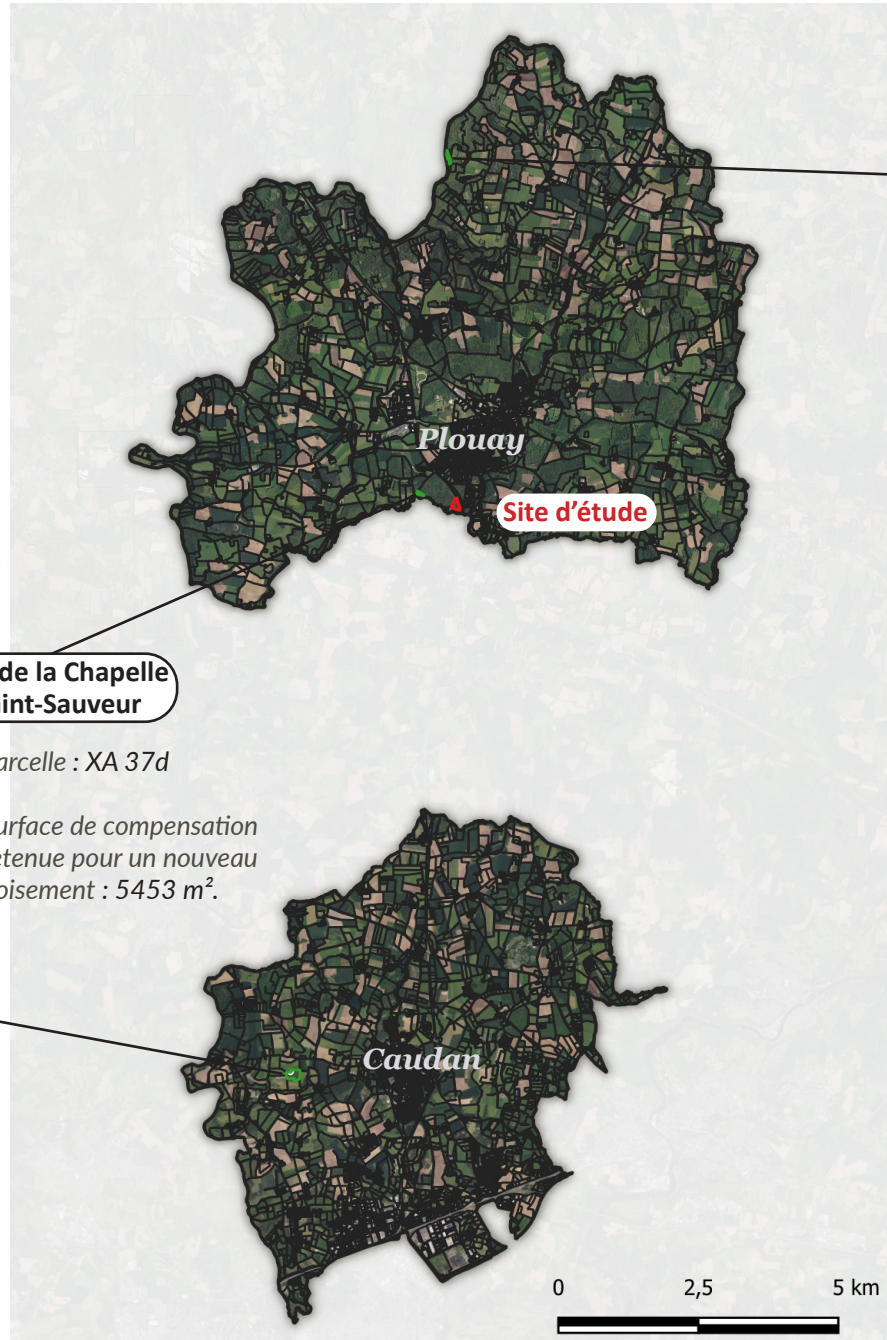 Plouay
Site d’étude
de la Chapelle
int-Sauveur
arcelle : XA 37d
urface de compensation
etenue pour un nouveau
oisement : 5453 m².
Caudan
0 2,5 5 km